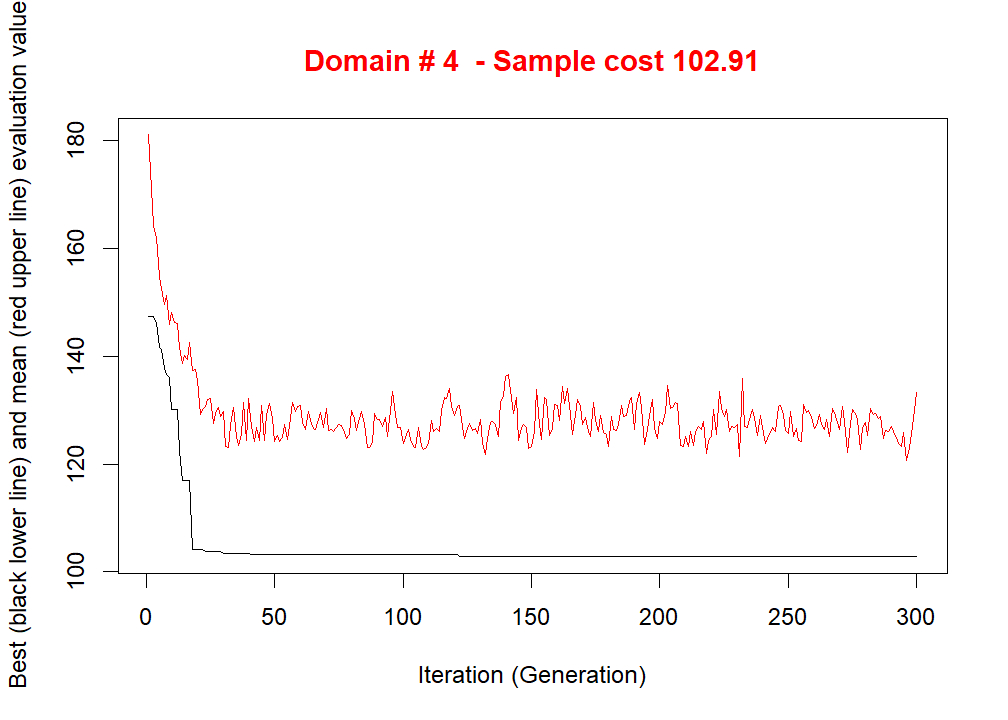 Domain # 4 - Sample cost 102.91
Best (black lower line) and mean (red upper line) evaluation value
180
160
140
120
100
0 50 100 150 200 250 300
Iteration (Generation)